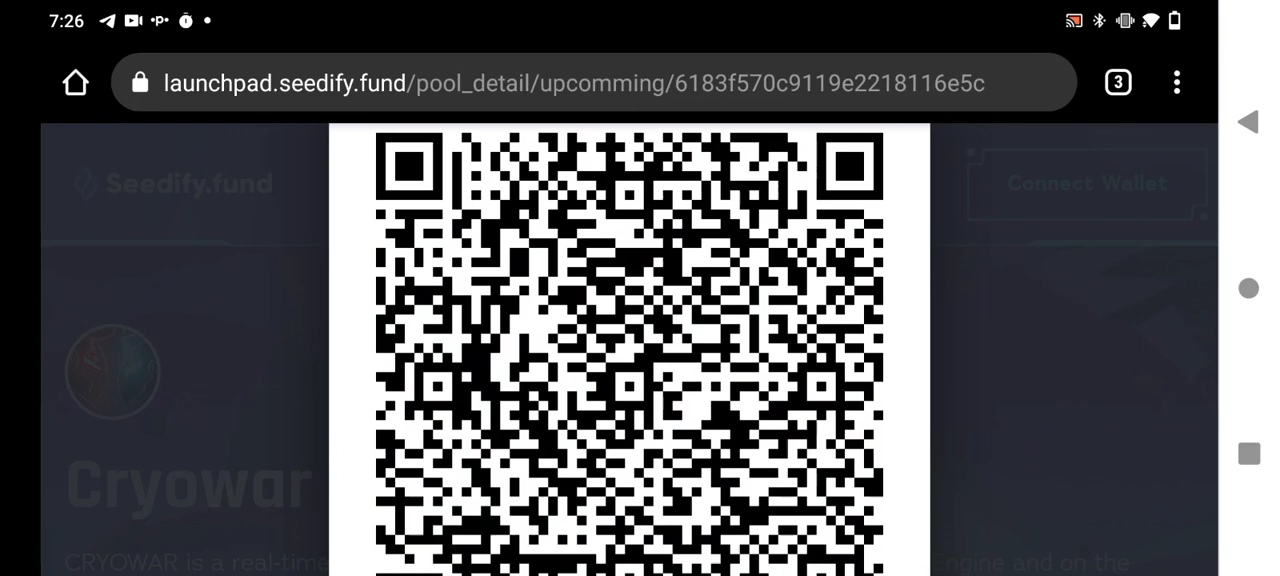 7:26
launchpad.seedify.fund/pool_detail/upcomming/6183f570c9119e2218116e5c
3
Seedify.fund
Connect Wallet
Cryowar
CRYOWAR is a real-time
Engine and on the